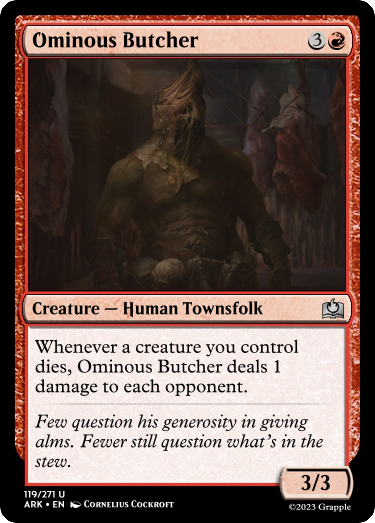 Ominous Butcher 3
Creature — Human Townsfolk
Whenever a creature you control
dies, Ominous Butcher deals 1
damage to each opponent.
Few question his generosity in giving
alms. Fewer still question what's in the
stew.
3/3
119/271 U
ARK • EN Cornelius Cockroft
©2023 Grapple